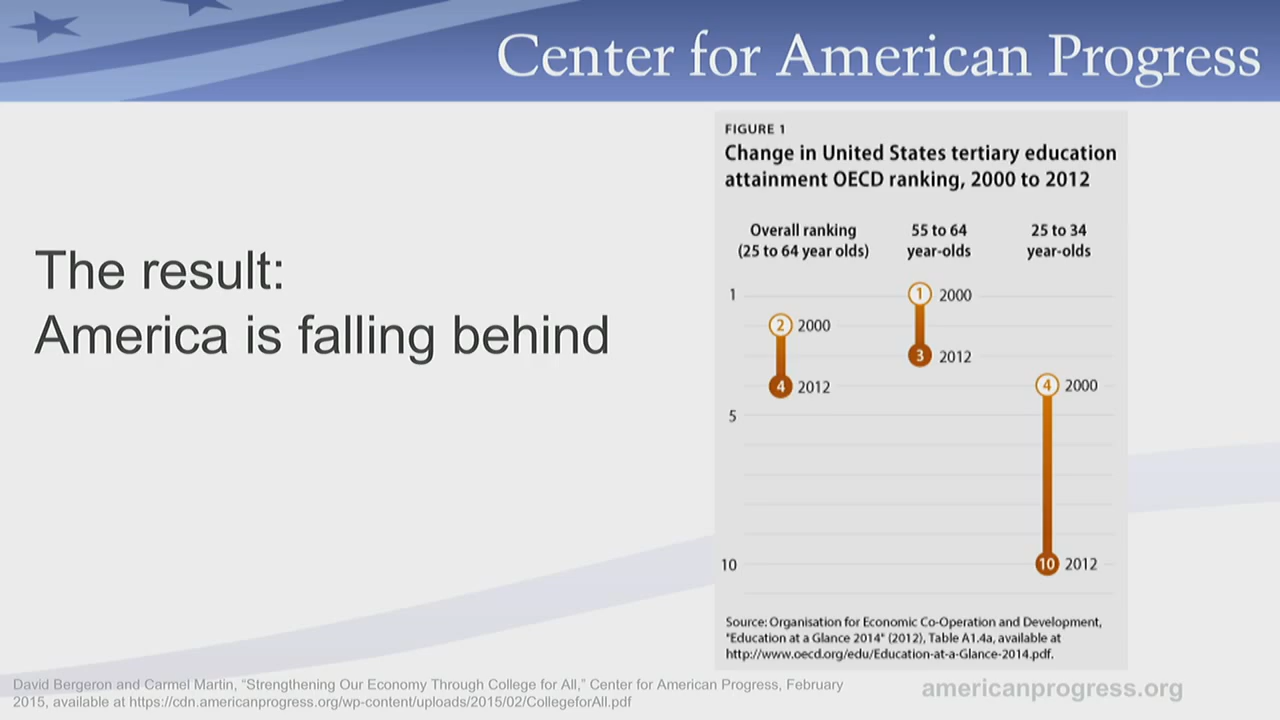 Center for American Progress
The result:
America is falling behind
FIGURE 1
Change in United States tertiary education
attainment OECD ranking, 2000 to 2012
Overall ranking
(25 to 64 year olds)
55 to 64
year-olds
25 to 34
year-olds
1
5
10
2 2000
4 2012
1 2000
3 2012
4 2000
10 2012
Source: Organisation for Economic Co-Operation and Development,
"Education at a Glance 2014" (2012), Table A1.4a, available at
http://www.oecd.org/edu/Education-at-a-Glance-2014.pdf.
David Bergeron and Carmel Martin, “Strengthening Our Economy Through College for All,” Center for American Progress, February
2015, available at https://cdn.americanprogress.org/wp-content/uploads/2015/02/CollegeforAll.pdf
americanprogress.org